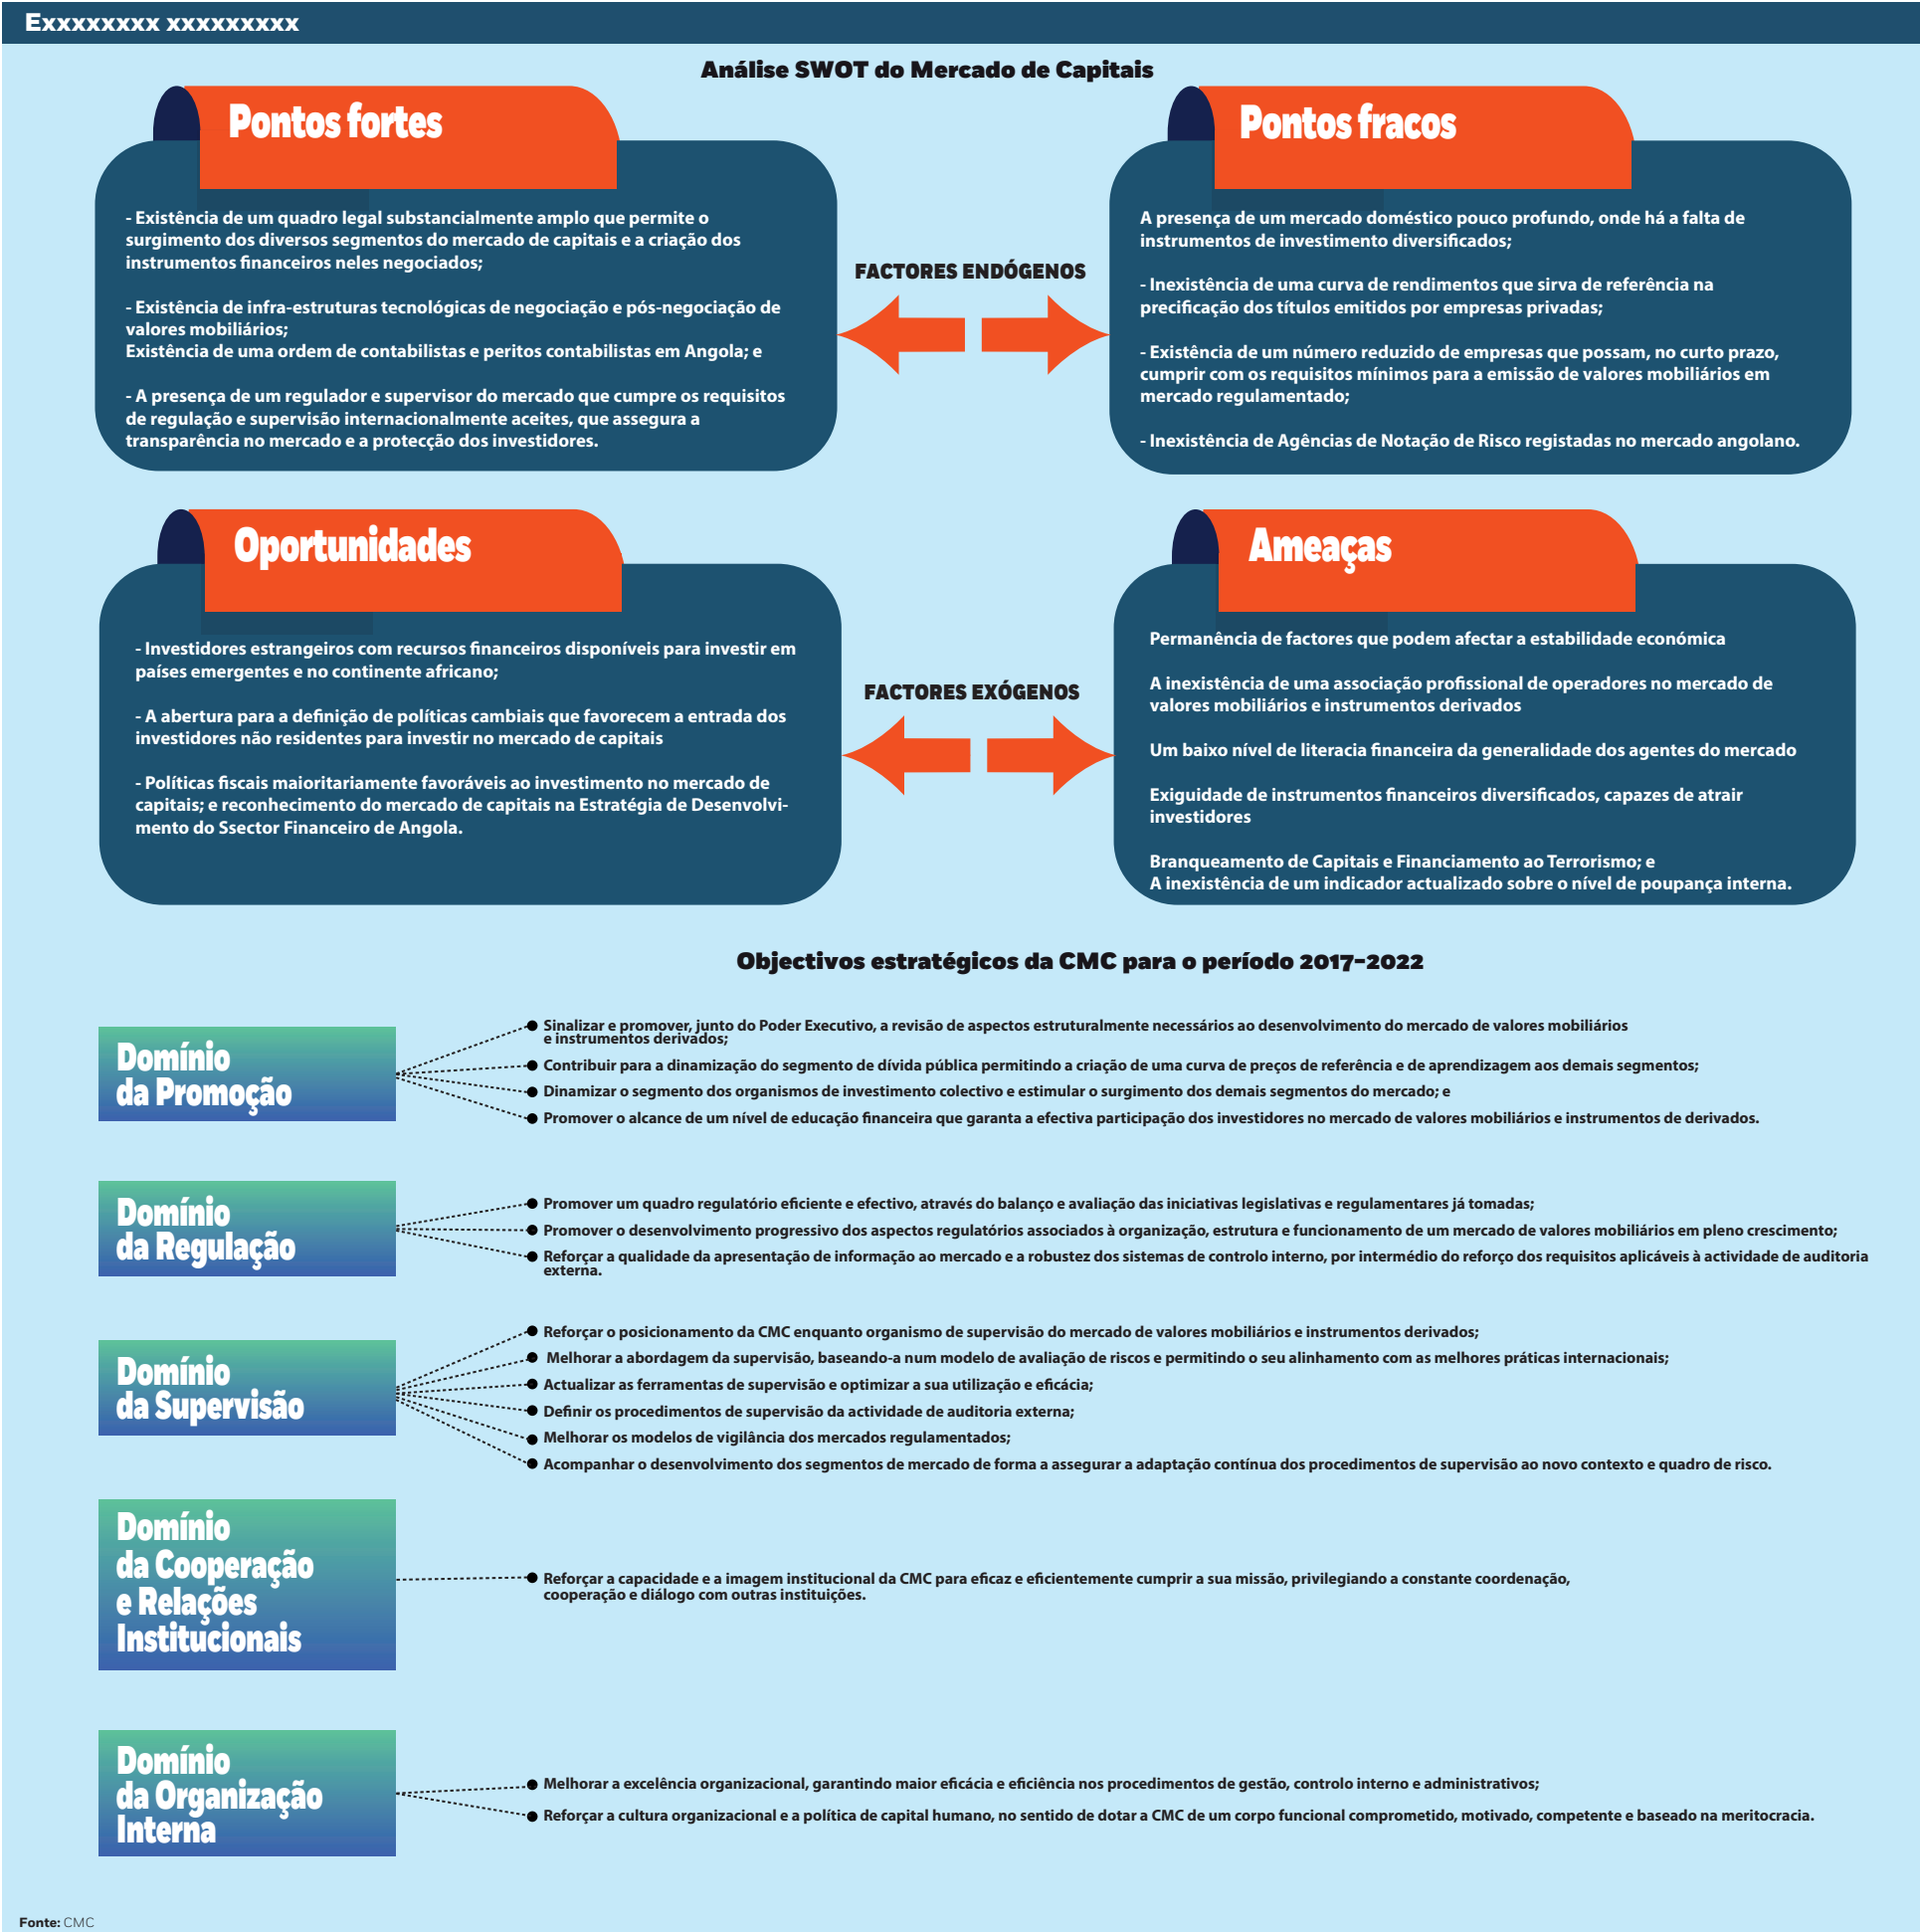 Exxxxxxxx xxxxxxxxx
Análise SWOT do Mercado de Capitais
Pontos fortes
- Existência de um quadro legal substancialmente amplo que permite o
surgimento dos diversos segmentos do mercado de capitais e a criação dos
instrumentos financeiros neles negociados;
- Existência de infra-estruturas tecnológicas de negociação e pós-negociação de
valores mobiliários;
Existência de uma ordem de contabilistas e peritos contabilistas em Angola; e
- A presença de um regulador e supervisor do mercado que cumpre os requisitos
de regulação e supervisão internacionalmente aceites, que assegura a
transparência no mercado e a protecção dos investidores.
FACTORES ENDÓGENOS
Pontos fracos
A presença de um mercado doméstico pouco profundo, onde há a falta de
instrumentos de investimento diversificados;
- Inexistência de uma curva de rendimentos que sirva de referência na
precificação dos títulos emitidos por empresas privadas;
- Existência de um número reduzido de empresas que possam, no curto prazo,
cumprir com os requisitos mínimos para a emissão de valores mobiliários em
mercado regulamentado;
- Inexistência de Agências de Notação de Risco registadas no mercado angolano.
Oportunidades
- Investidores estrangeiros com recursos financeiros disponíveis para investir em
países emergentes e no continente africano;
- A abertura para a definição de políticas cambiais que favorecem a entrada dos
investidores não residentes para investir no mercado de capitais
- Políticas fiscais maioritariamente favoráveis ao investimento no mercado de
capitais; e reconhecimento do mercado de capitais na Estratégia de Desenvolvi-
mento do Ssector Financeiro de Angola.
FACTORES EXÓGENOS
Ameaças
Permanência de factores que podem afectar a estabilidade económica
A inexistência de uma associação profissional de operadores no mercado de
valores mobiliários e instrumentos derivados
Um baixo nível de literacia financeira da generalidade dos agentes do mercado
Exiguidade de instrumentos financeiros diversificados, capazes de atrair
investidores
Branqueamento de Capitais e Financiamento ao Terrorismo; e
A inexistência de um indicador actualizado sobre o nível de poupança interna.
Objectivos estratégicos da CMC para o período 2017-2022
Domínio
da Promoção
Sinalizar e promover, junto do Poder Executivo, a revisão de aspectos estruturalmente necessários ao desenvolvimento do mercado de valores mobiliários
e instrumentos derivados;
Contribuir para a dinamização do segmento de dívida pública permitindo a criação de uma curva de preços de referência e de aprendizagem aos demais segmentos;
Dinamizar o segmento dos organismos de investimento colectivo e estimular o surgimento dos demais segmentos do mercado; e
Promover o alcance de um nível de educação financeira que garanta a efectiva participação dos investidores no mercado de valores mobiliários e instrumentos de derivados.
Domínio
da Regulação
Promover um quadro regulatório eficiente e efectivo, através do balanço e avaliação das iniciativas legislativas e regulamentares já tomadas;
Promover o desenvolvimento progressivo dos aspectos regulatórios associados à organização, estrutura e funcionamento de um mercado de valores mobiliários em pleno crescimento;
Reforçar a qualidade da apresentação de informação ao mercado e a robustez dos sistemas de controlo interno, por intermédio do reforço dos requisitos aplicáveis à actividade de auditoria
externa.
Domínio
da Supervisão
Reforçar o posicionamento da CMC enquanto organismo de supervisão do mercado de valores mobiliários e instrumentos derivados;
Melhorar a abordagem da supervisão, baseando-a num modelo de avaliação de riscos e permitindo o seu alinhamento com as melhores práticas internacionais;
Actualizar as ferramentas de supervisão e optimizar a sua utilização e eficácia;
Definir os procedimentos de supervisão da actividade de auditoria externa;
Melhorar os modelos de vigilância dos mercados regulamentados;
Acompanhar o desenvolvimento dos segmentos de mercado de forma a assegurar a adaptação contínua dos procedimentos de supervisão ao novo contexto e quadro de risco.
Domínio
da Cooperação
e Relações
Institucionais
Reforçar a capacidade e a imagem institucional da CMC para eficaz e eficientemente cumprir a sua missão, privilegiando a constante coordenação,
cooperação e diálogo com outras instituições.
Domínio
da Organização
Interna
Melhorar a excelência organizacional, garantindo maior eficácia e eficiência nos procedimentos de gestão, controlo interno e administrativos;
Reforçar a cultura organizacional e a política de capital humano, no sentido de dotar a CMC de um corpo funcional comprometido, motivado, competente e baseado na meritocracia.
Fonte: CMC